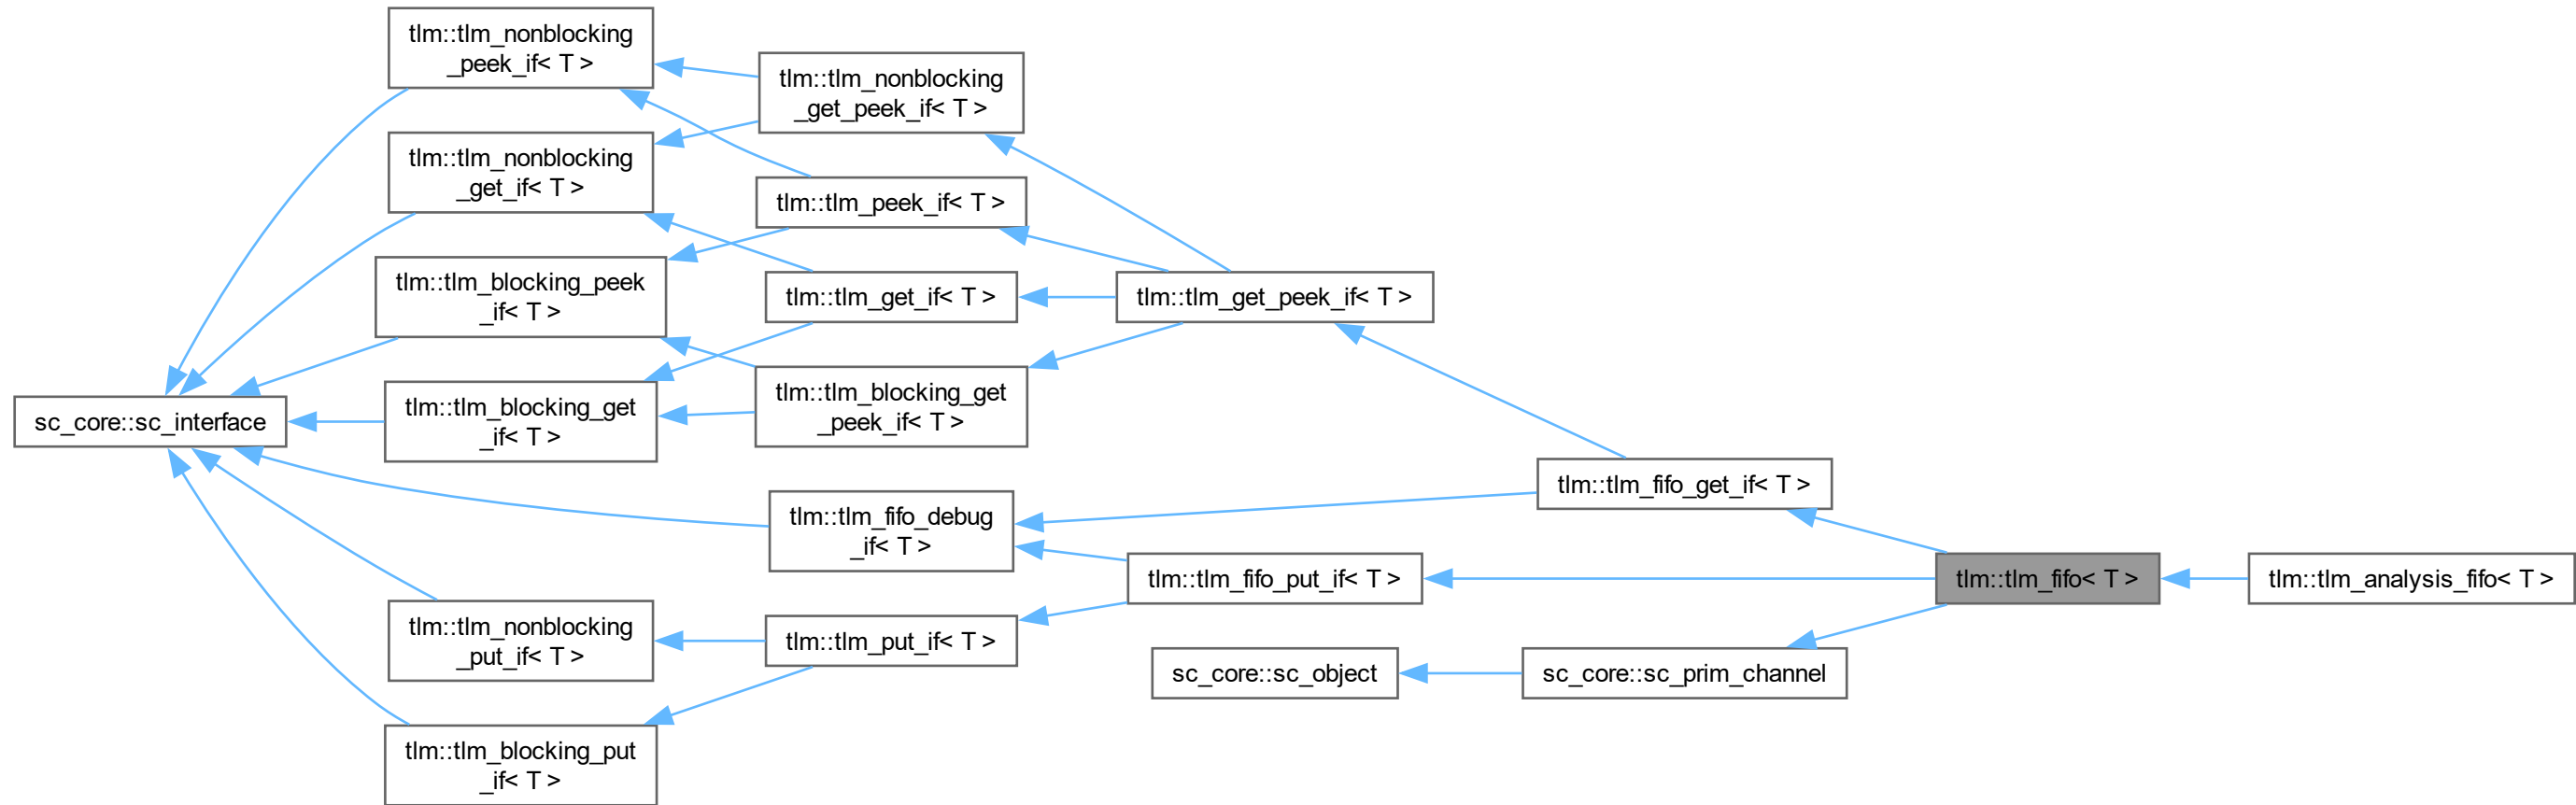 tlm::tlm_nonblocking
_peek_if< T >
tlm::tlm_nonblocking
_get_peek_if< T >
tlm::tlm_nonblocking
_get_if< T >
tlm::tlm_peek_if< T >
tlm::tlm_blocking_peek
_if< T >
tlm::tlm_get_if< T >
tlm::tlm_get_peek_if< T >
sc_core::sc_interface
tlm::tlm_blocking_get
_if< T >
tlm::tlm_blocking_get
_peek_if< T >
tlm::tlm_fifo_get_if< T >
tlm::tlm_fifo_debug
_if< T >
tlm::tlm_fifo_put_if< T >
tlm::tlm_fifo< T >
tlm::tlm_analysis_fifo< T >
tlm::tlm_nonblocking
_put_if< T >
tlm::tlm_put_if< T >
sc_core::sc_object
sc_core::sc_prim_channel
tlm::tlm_blocking_put
_if< T >